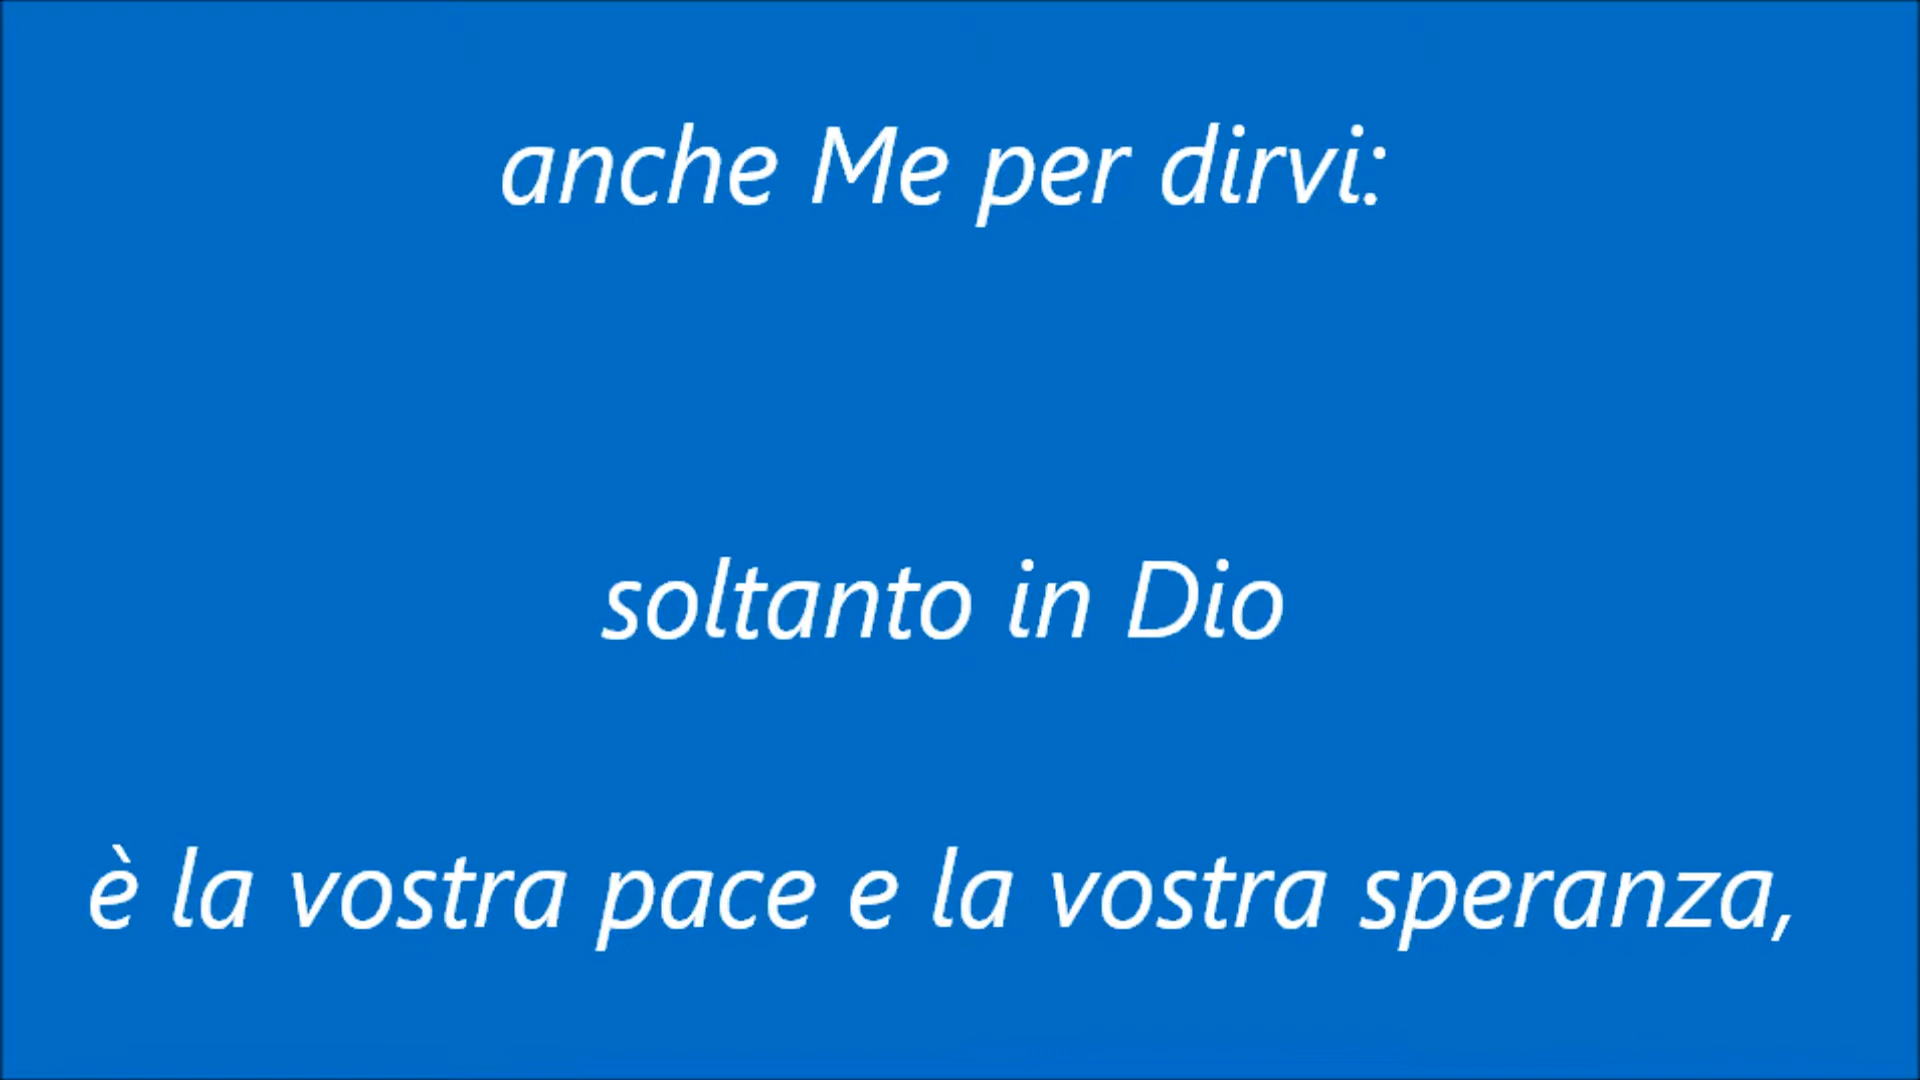 anche Me per dirvi:
soltanto in Dio
è la vostra pace e la vostra speranza,